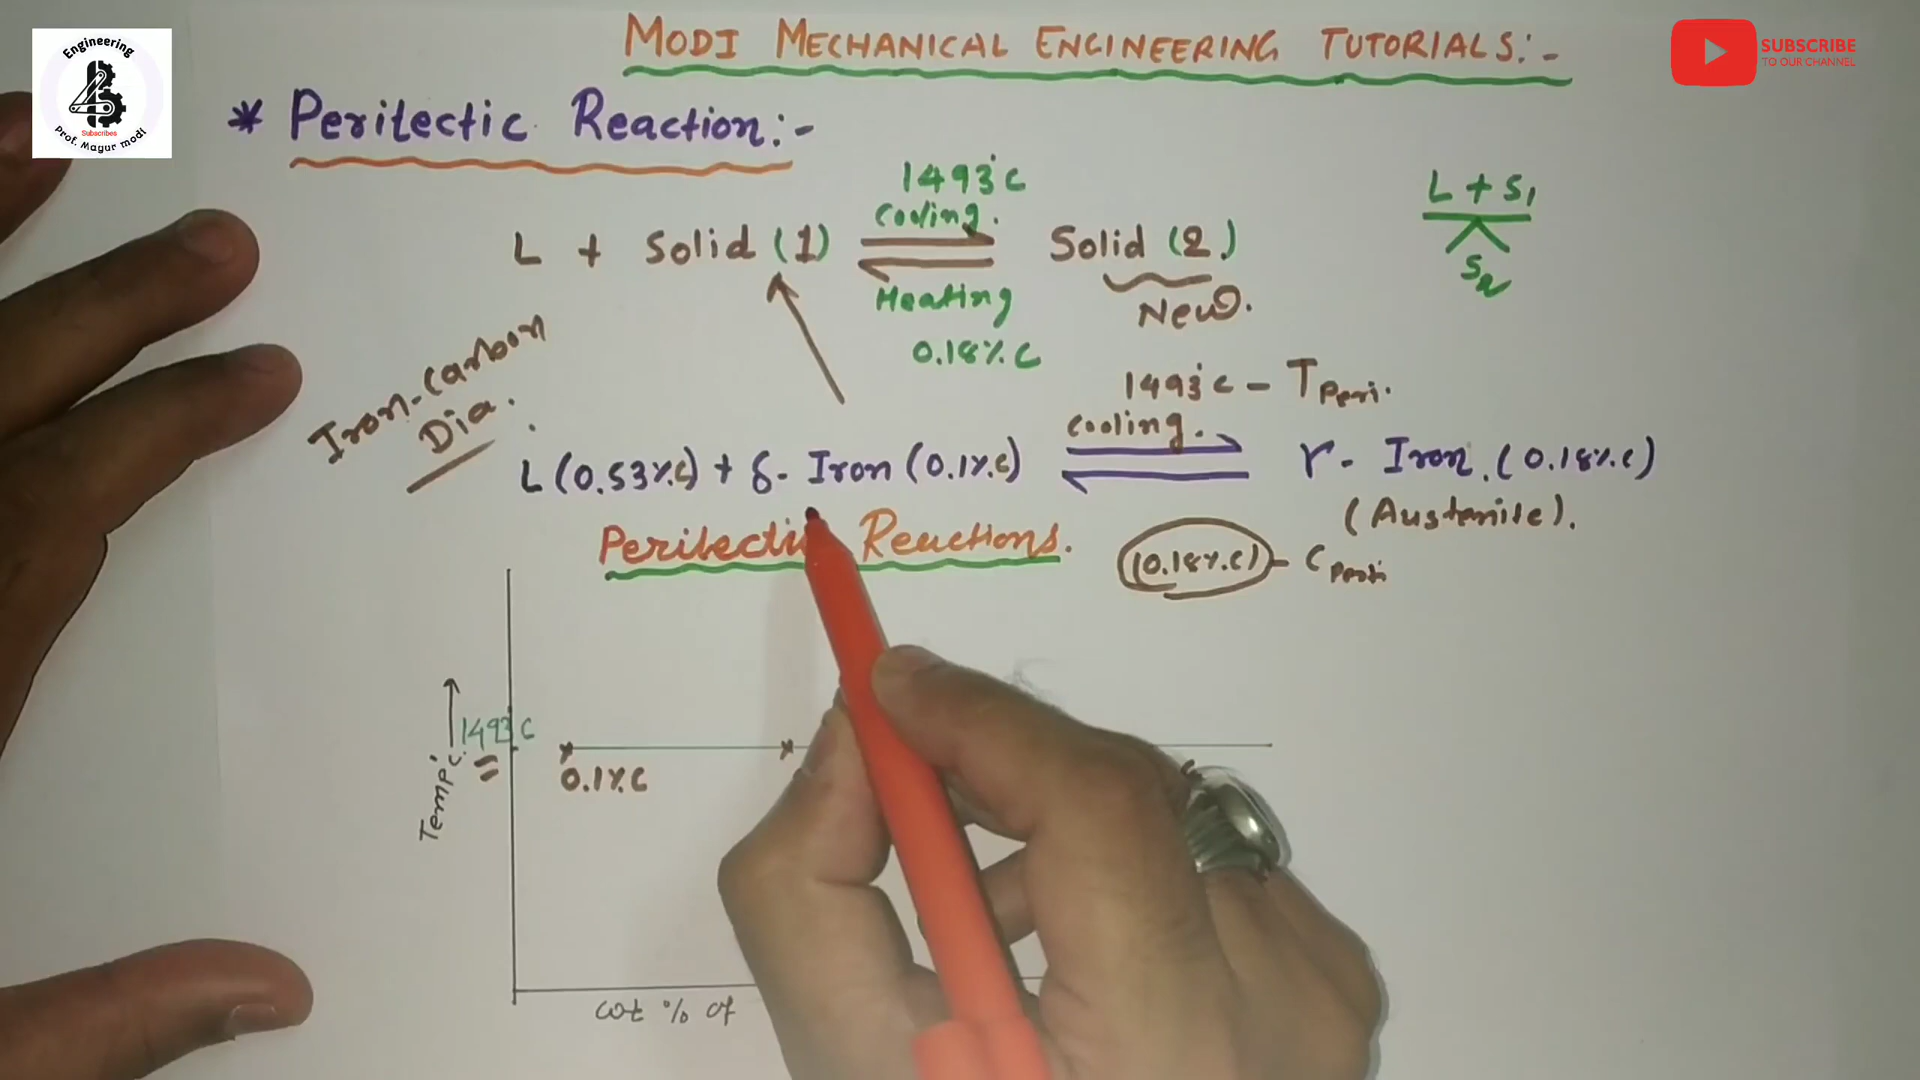 MODI MECHANICAL ENGINEERING TUTORIALS:-
SUBSCRIBE
TO OUR CHANNEL
Engineering
Subscribes
Prof. Mayur modi
* Peritectic Reaction:-
1493°C
Cooling.
L + Solid (1) Solid (2)
Heating
0.18% C
New.
L + S1
S2
Iron-Carbon
Dia.
1493°C - TPeri.
Cooling.
L (0.53%C) + δ- Iron (0.1%C) γ- Iron. (0.18%C)
(Austenite).
Peritectic Reactions.
(0.18%C) - CPeri
1493°C
Temp°C.
0.1%C
wt % of